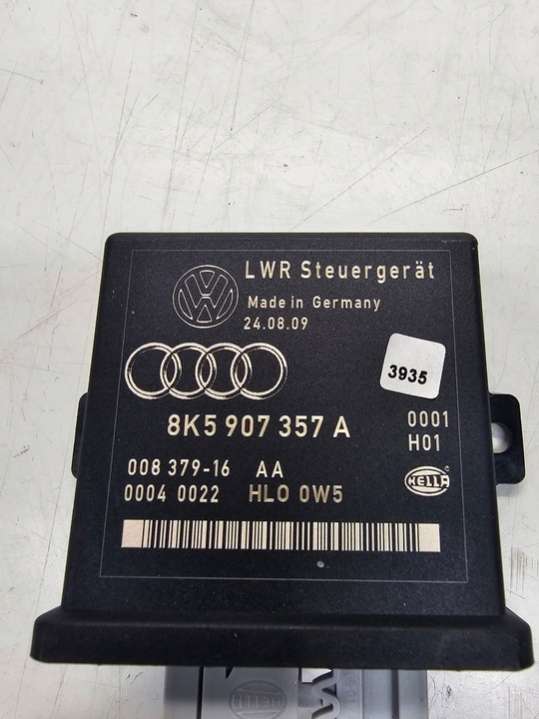 LWR Steuergerät
Made in Germany
24.08.09
3935
8K5 907 357 A
0001
H01
008 379-16 AA
0004 0022 HLO 0W5
HELLA
HELLA